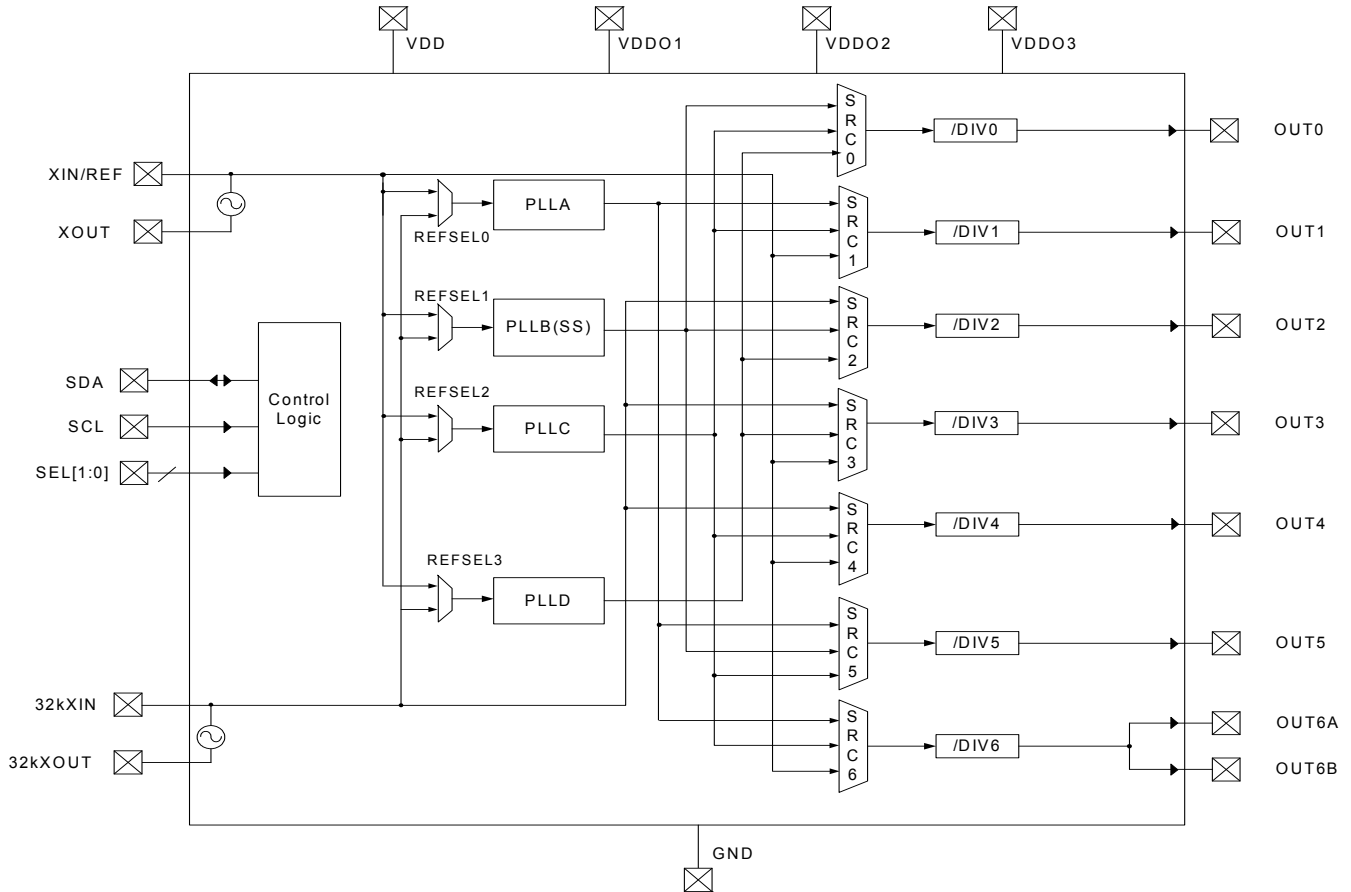 VDD
VDDO1
VDDO2
VDDO3
XIN/REF
XOUT
SDA
SCL
SEL[1:0]
32kXIN
32kXOUT
Control
Logic
REFSEL0
PLLA
REFSEL1
PLLB(SS)
REFSEL2
PLLC
REFSEL3
PLLD
SRC0
/DIV0
OUT0
SRC1
/DIV1
OUT1
SRC2
/DIV2
OUT2
SRC3
/DIV3
OUT3
SRC4
/DIV4
OUT4
SRC5
/DIV5
OUT5
SRC6
/DIV6
OUT6A
OUT6B
GND